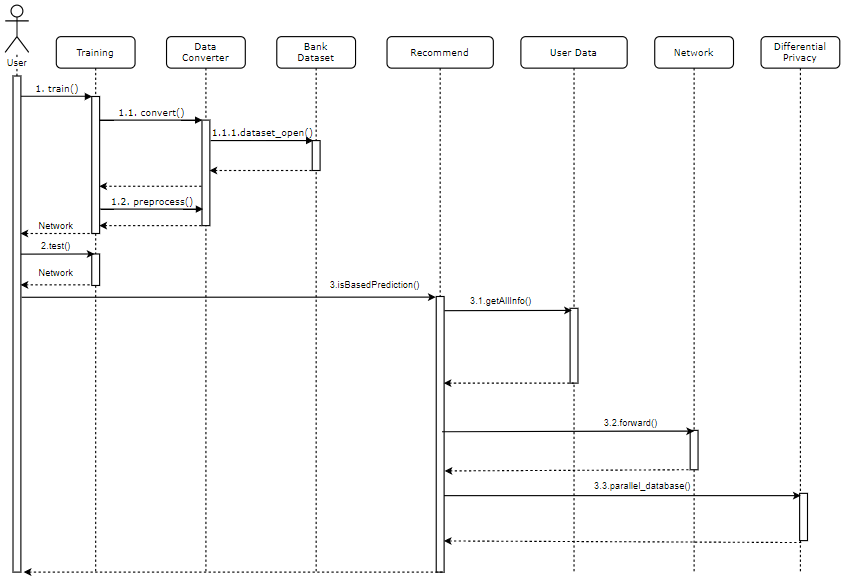 User
Training
Data
Converter
Bank
Dataset
Recommend
User Data
Network
Differential
Privacy
1. train()
1.1. convert()
1.1.1.dataset_open()
1.2. preprocess()
Network
2.test()
Network
3.isBasedPrediction()
3.1.getAllInfo()
3.2.forward()
3.3.parallel_database()